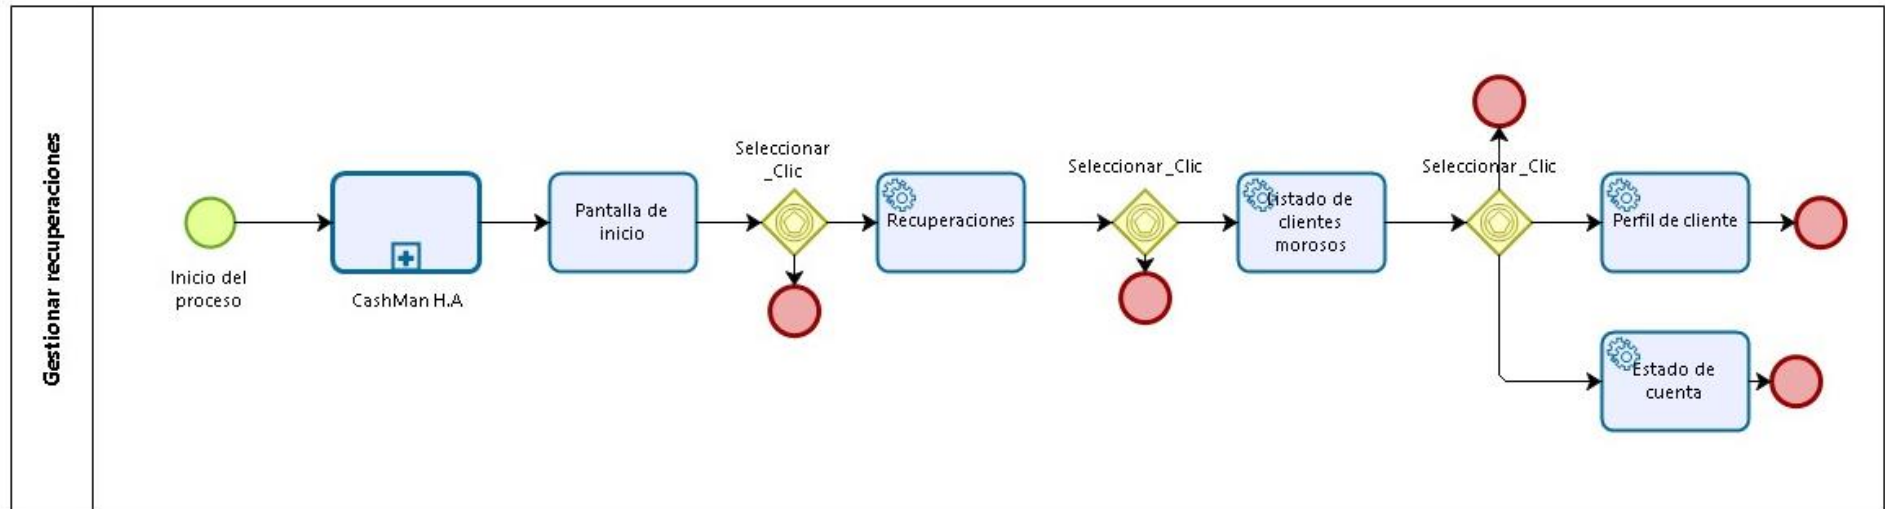 Gestionar recuperaciones
Inicio del
proceso
CashMan H.A
Pantalla de
inicio
Seleccionar
_Clic
Recuperaciones
Seleccionar_Clic
Listado de
clientes
morosos
Seleccionar_Clic
Perfil de cliente
Estado de
cuenta